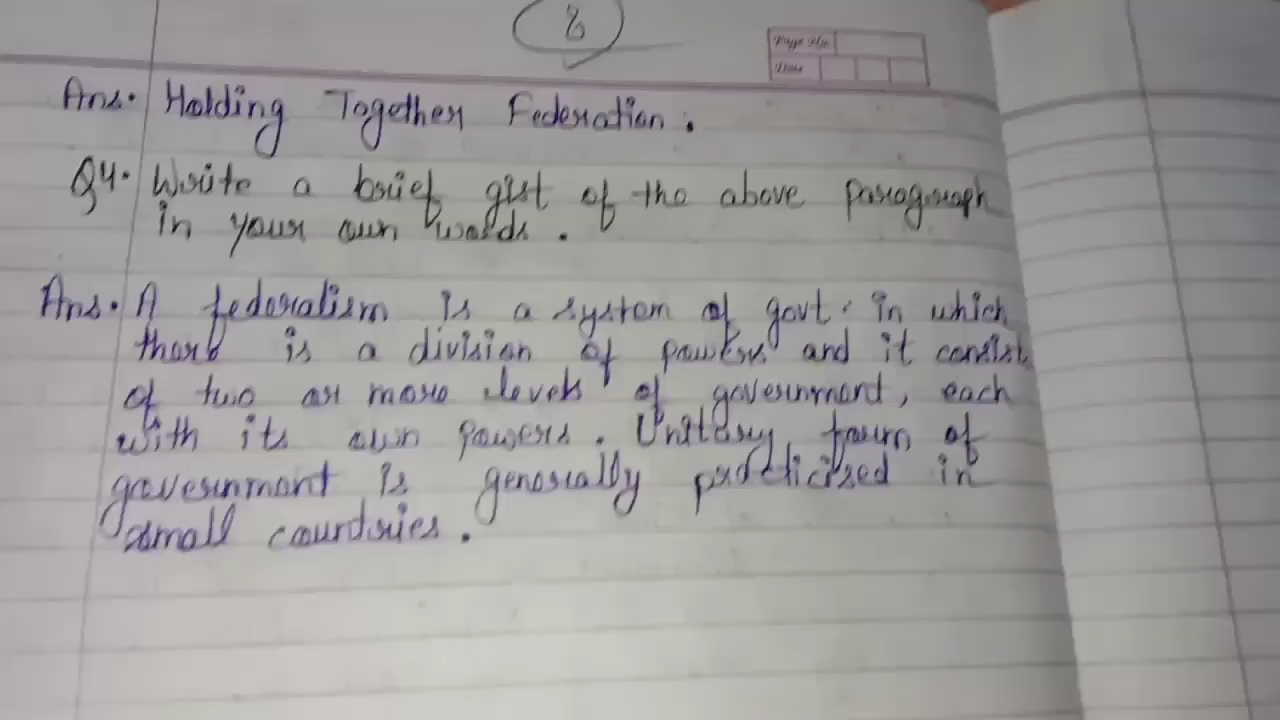 8
Page No.
Date
Ans. Holding Together Federation.
Q4. Write a brief gist of the above paragraph
in your own words.
Ans. A federalism is a system of govt. in which
there is a division of powers and it consist
of two or more levels of government, each
with its own powers. Unitary form of
government is generally practicized in
small countries.